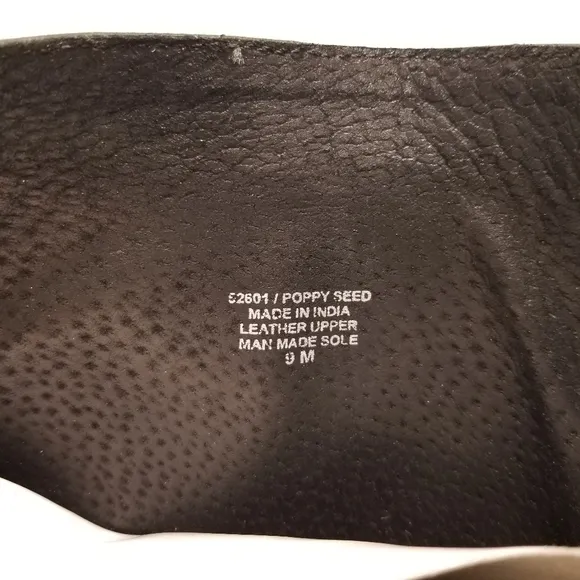 52601 / POPPY SEED
MADE IN INDIA
LEATHER UPPER
MAN MADE SOLE
9 M